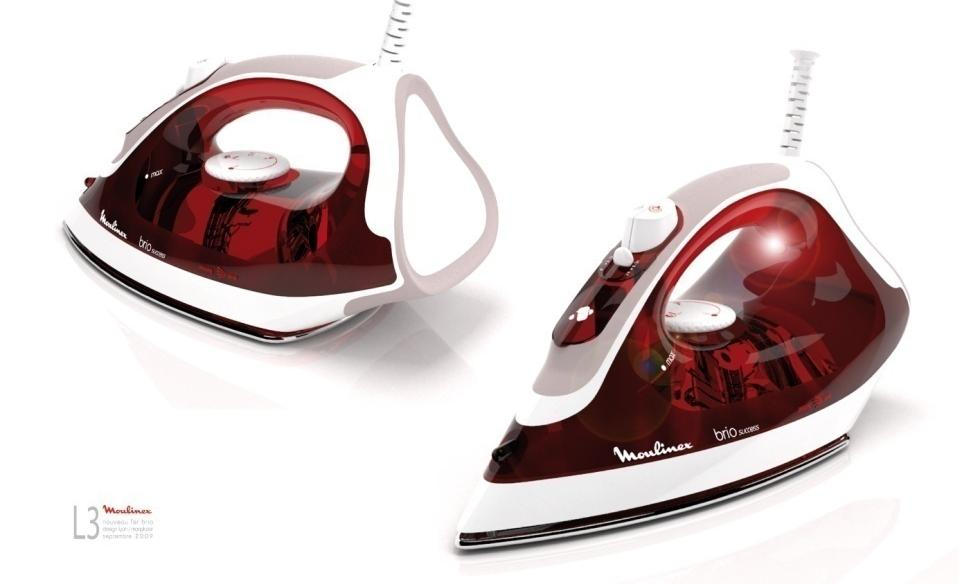 max
Moulinex
brio success
max
Moulinex
brio success
L3
Moulinex
nouveau fer brio
septembre 2009